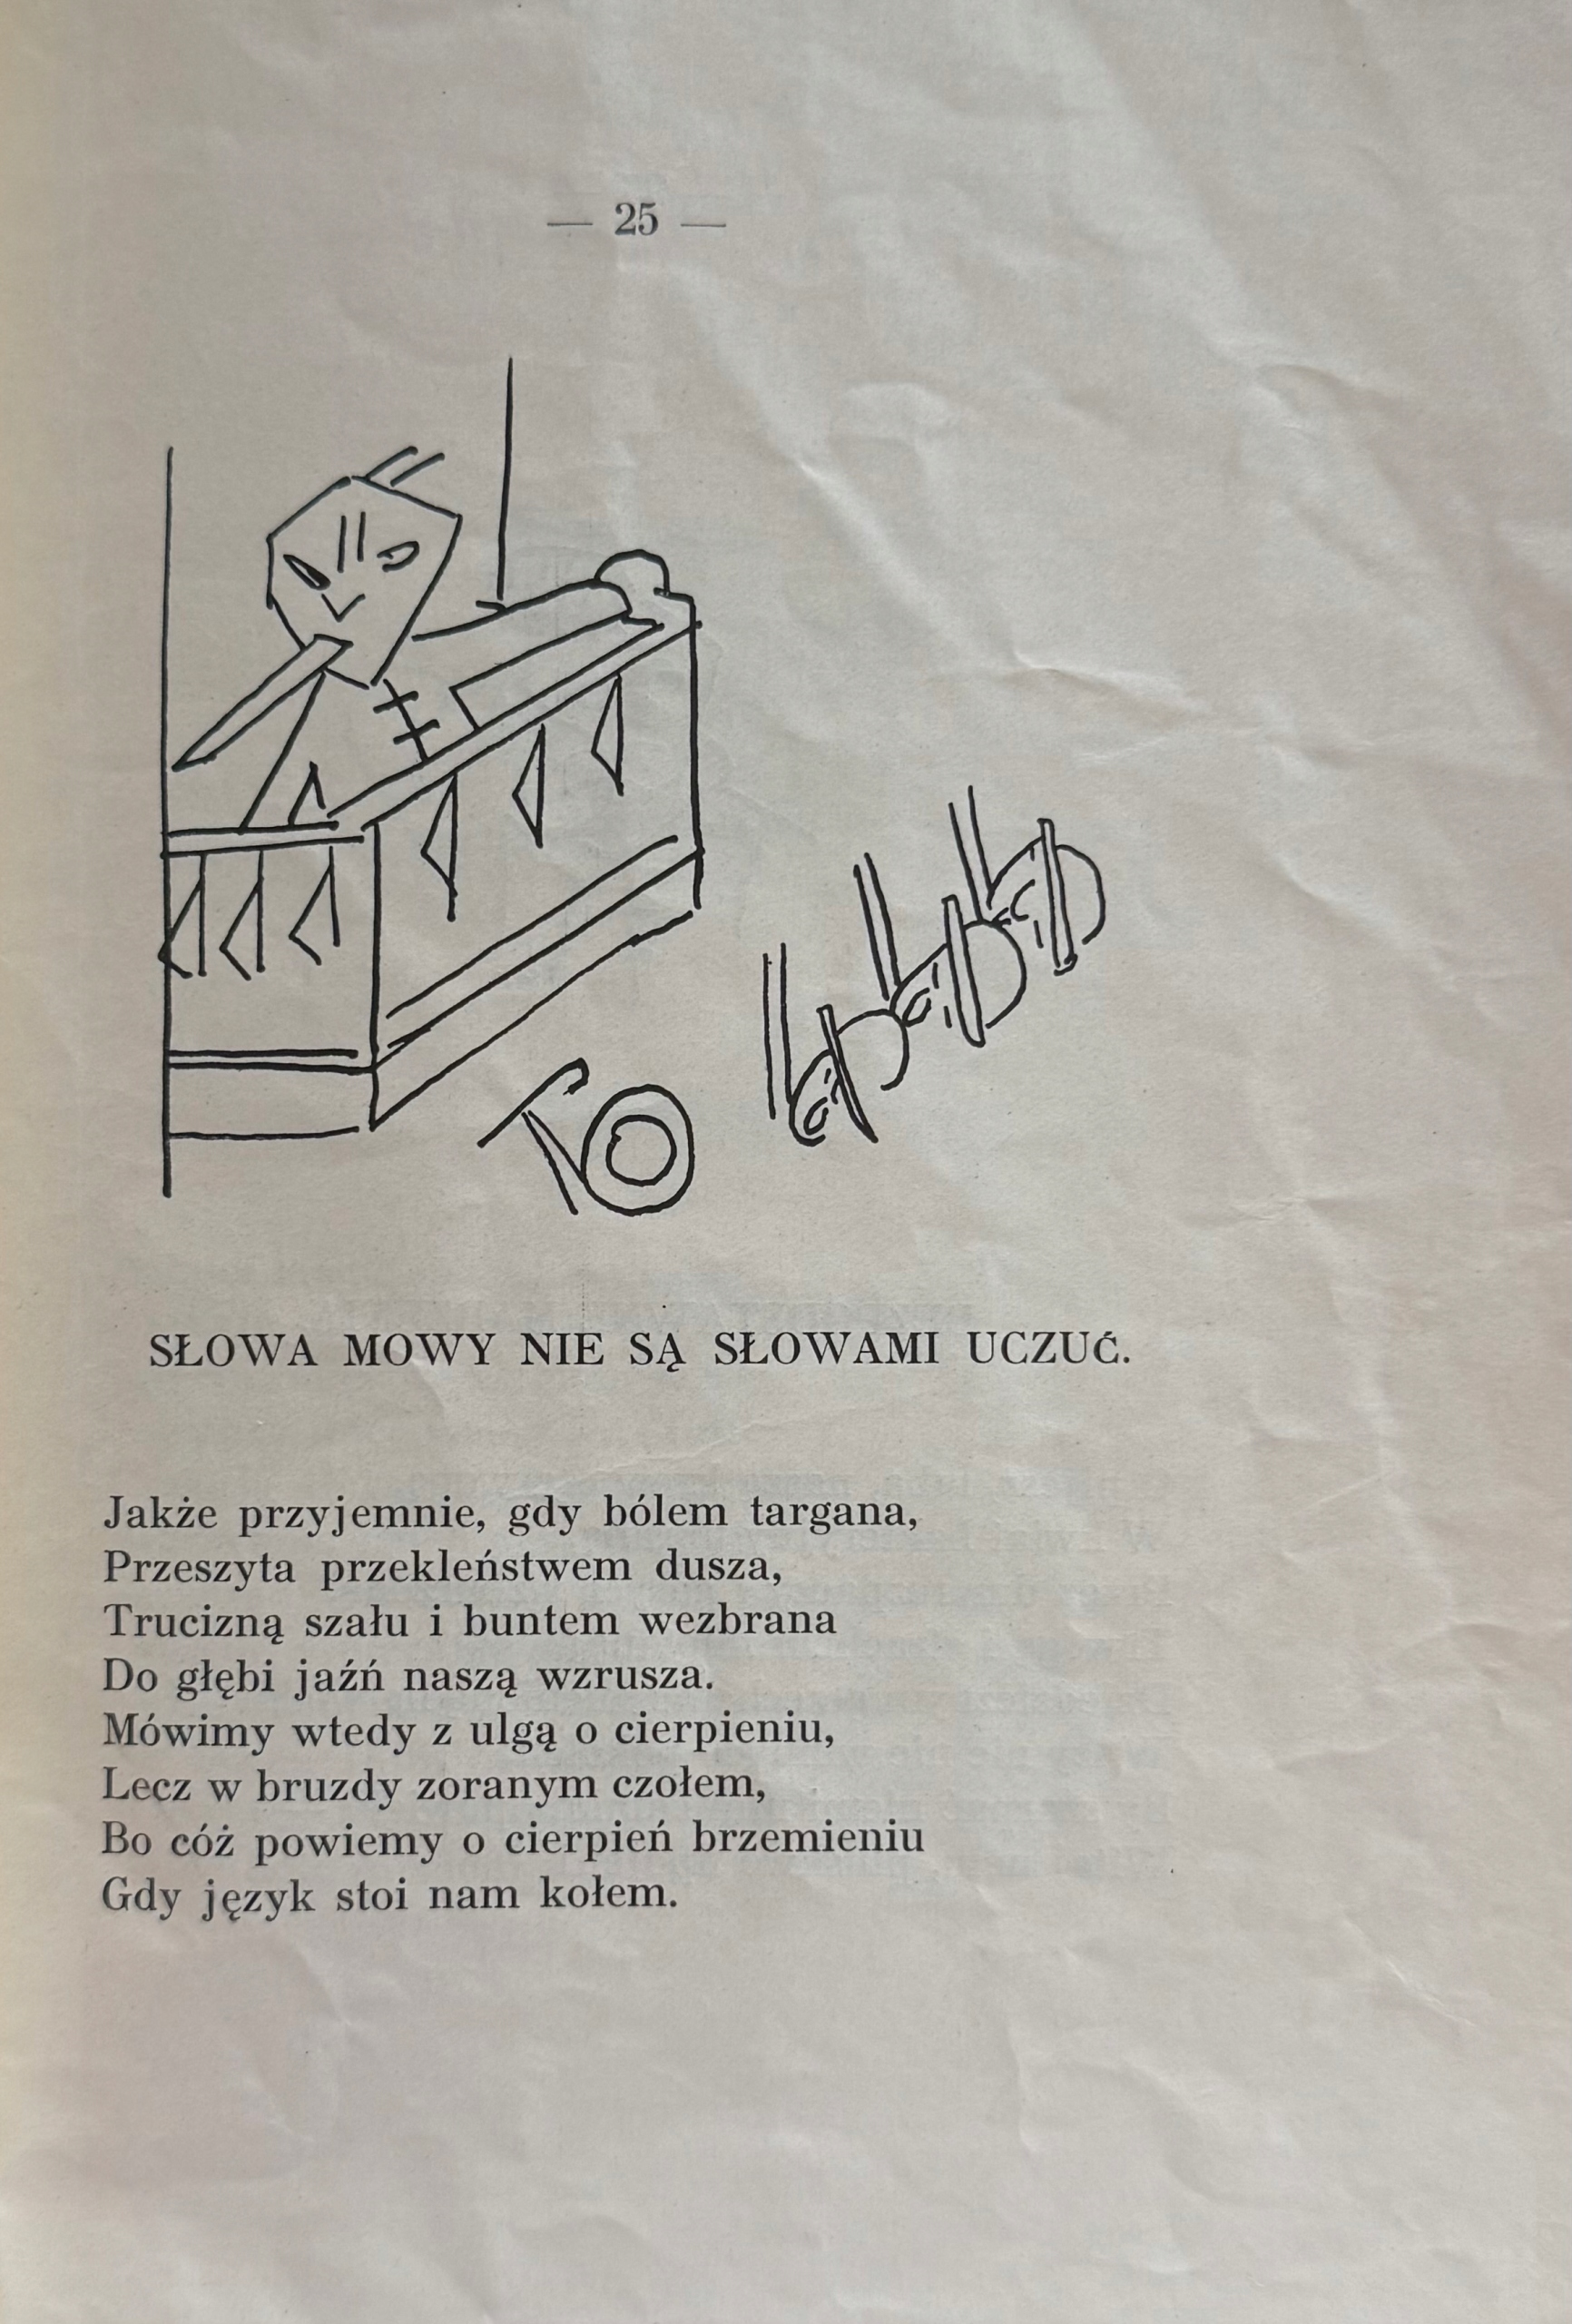 — 25 —
TO
SŁOWA MOWY NIE SĄ SŁOWAMI UCZUĆ.
Jakże przyjemnie, gdy bólem targana,
Przeszyta przekleństwem dusza,
Trucizną szału i buntem wezbrana
Do głębi jaźń naszą wzrusza.
Mówimy wtedy z ulgą o cierpieniu,
Lecz w bruzdy zoranym czołem,
Bo cóż powiemy o cierpień brzemieniu
Gdy język stoi nam kołem.